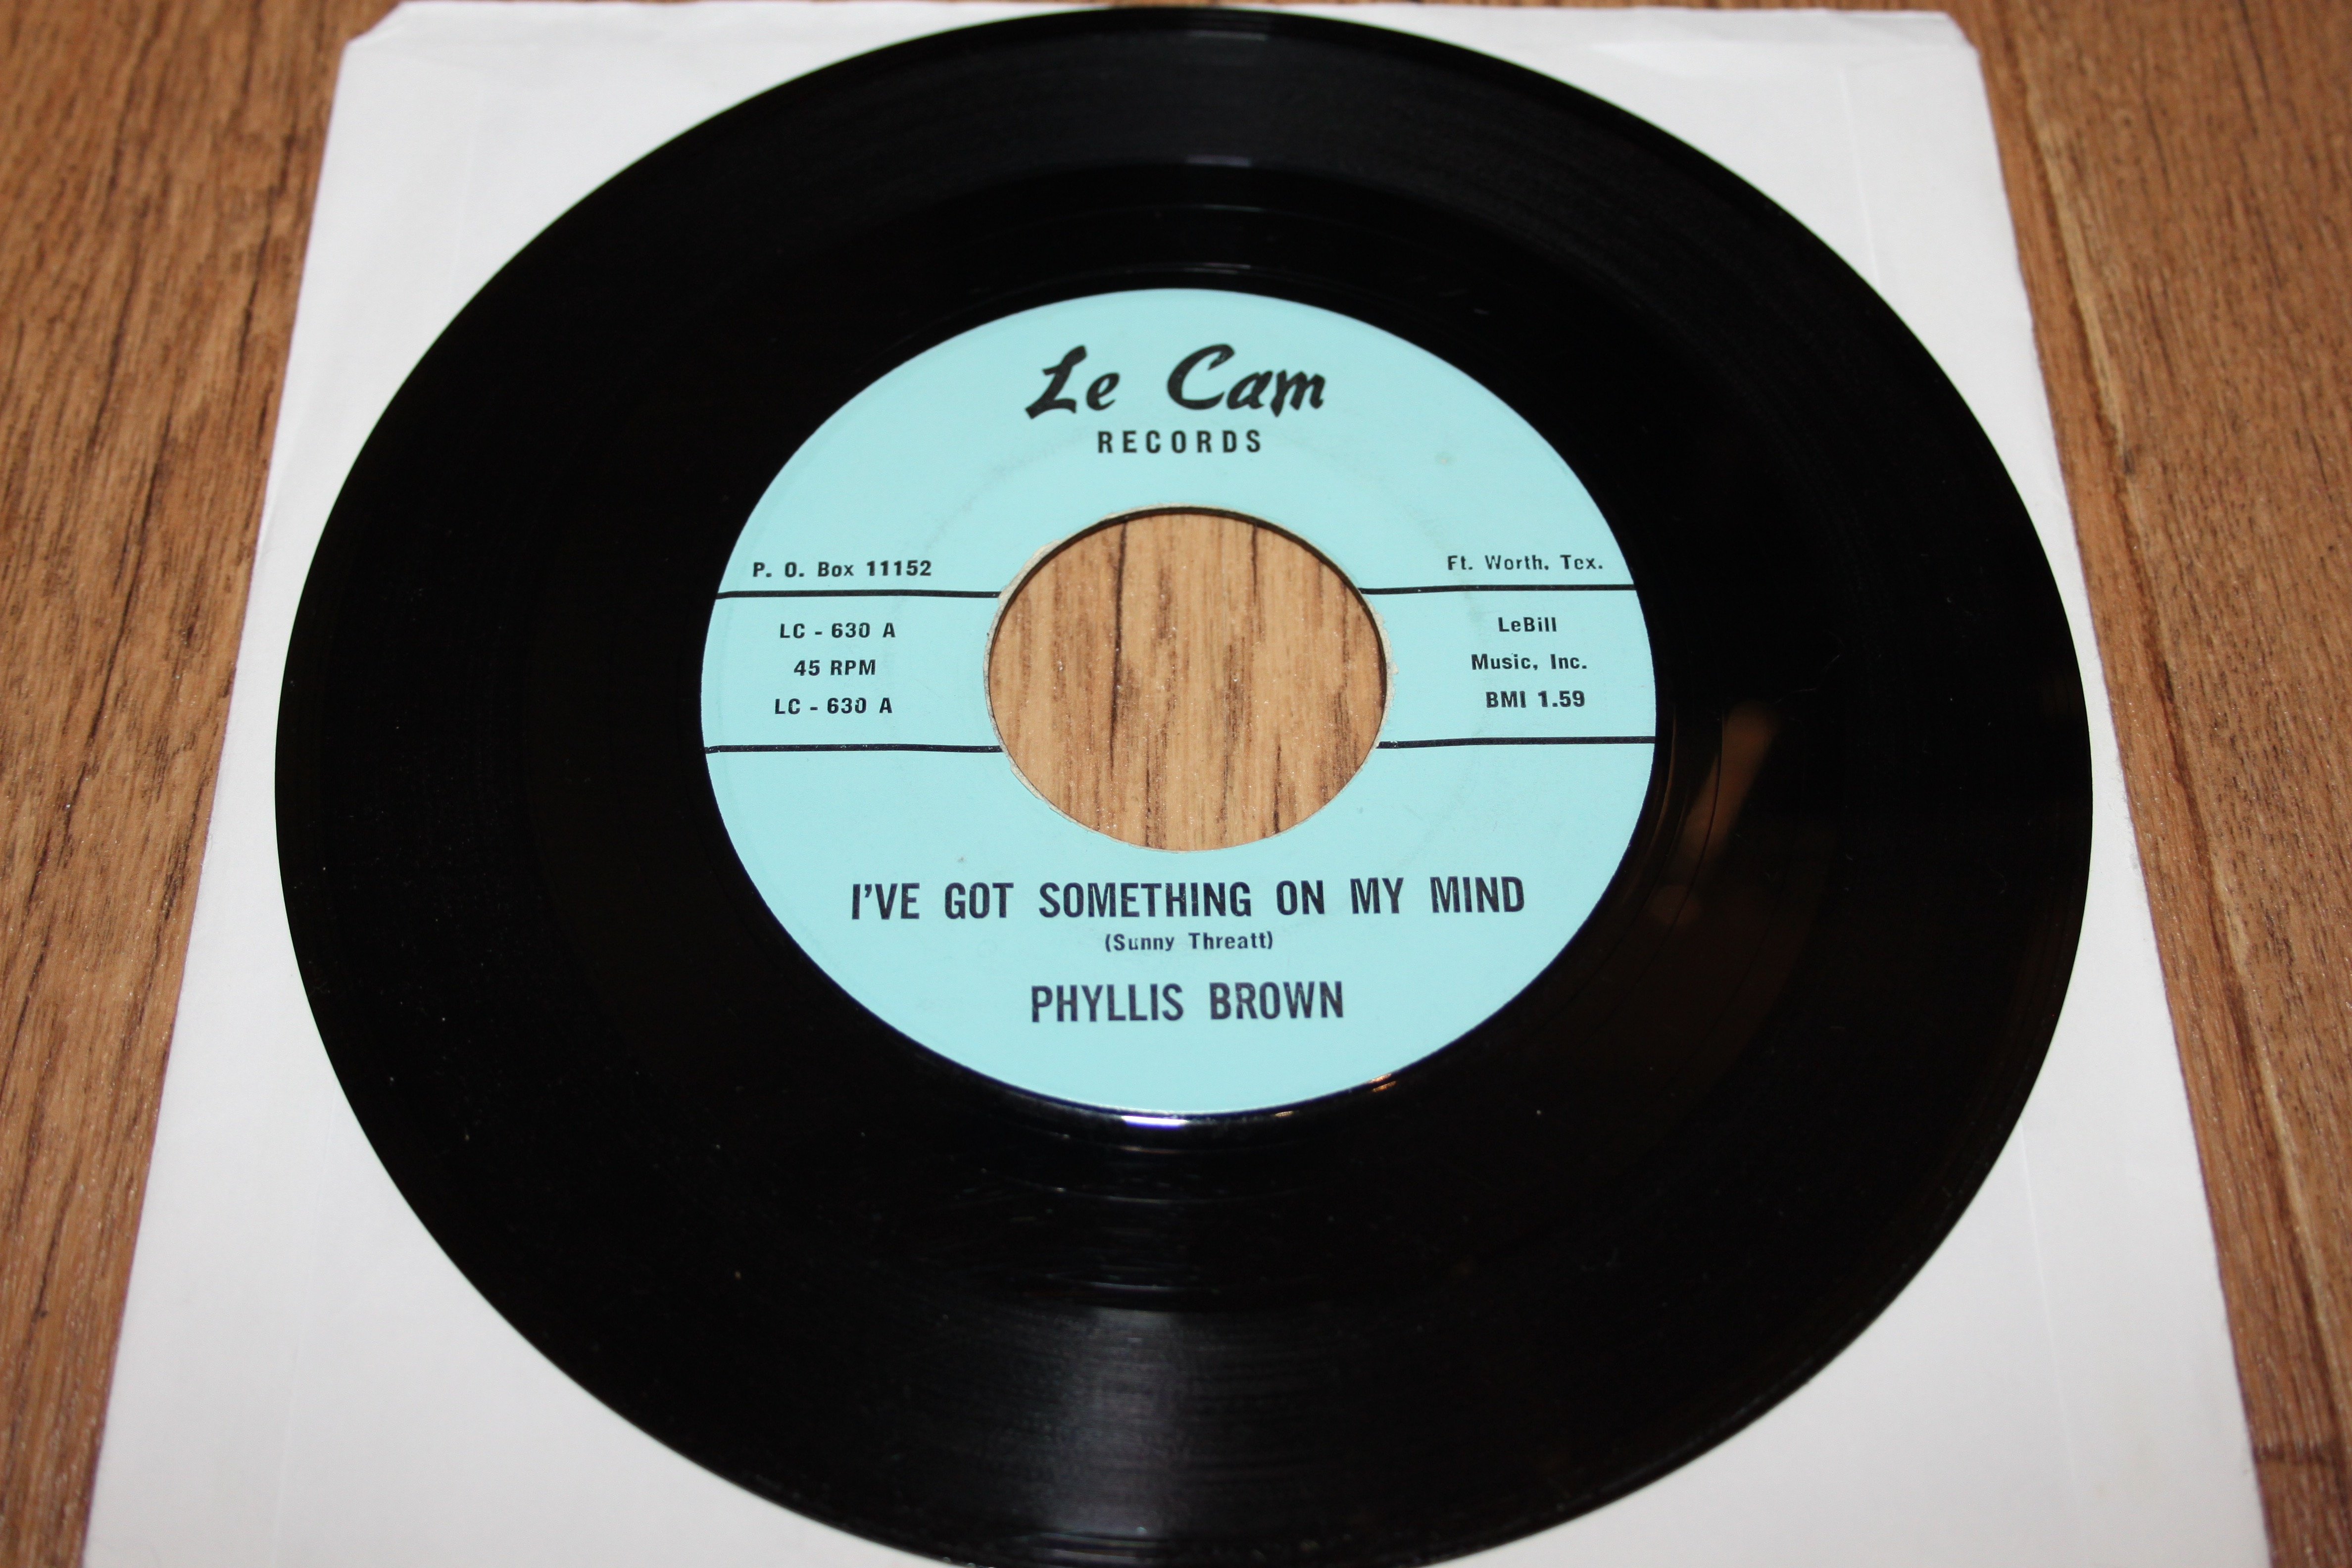 Le Cam
RECORDS
P. O. Box 11152
Ft. Worth, Tex.
LC - 630 A
45 RPM
LC - 630 A
LeBill
Music, Inc.
BMI 1.59
I'VE GOT SOMETHING ON MY MIND
(Sunny Threatt)
PHYLLIS BROWN